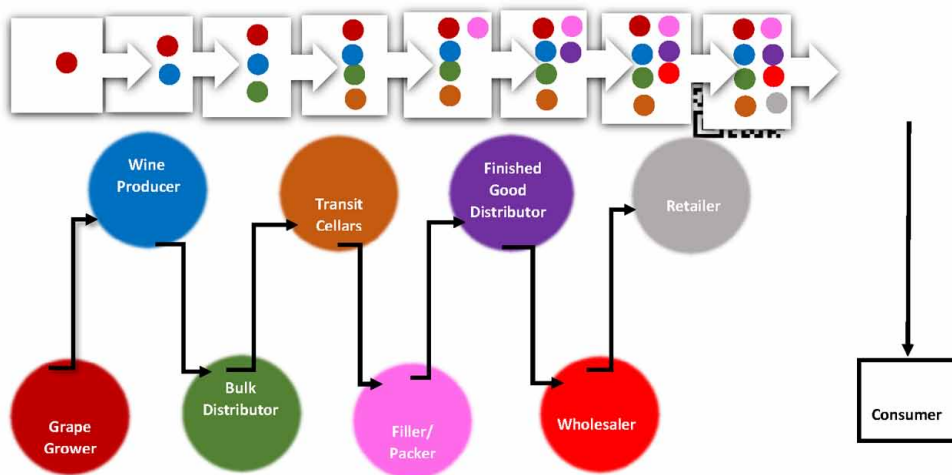 Wine
Producer
Transit
Cellars
Finished
Good
Distributor
Retailer
Grape
Grower
Bulk
Distributor
Filler/
Packer
Wholesaler
Consumer